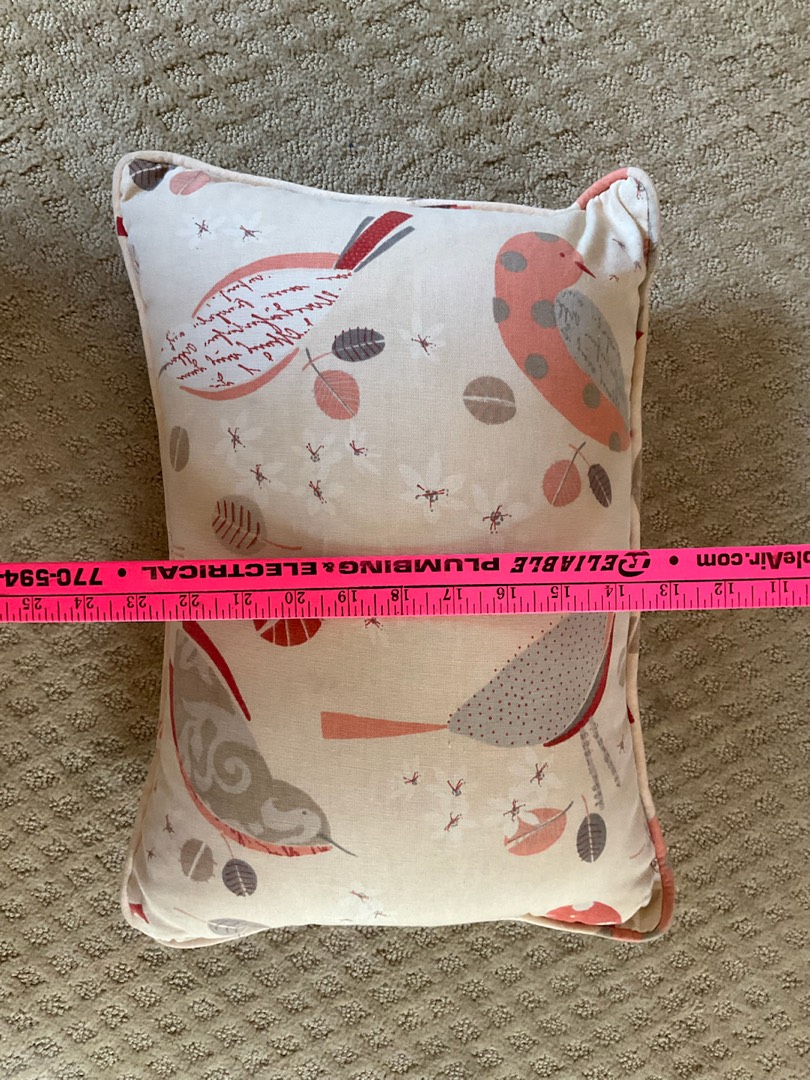 bleAir.com • RELIABLE PLUMBING & ELECTRICAL • 770-594-
11 12 13 14 15 16 17 18 19 20 21 22 23 24 25